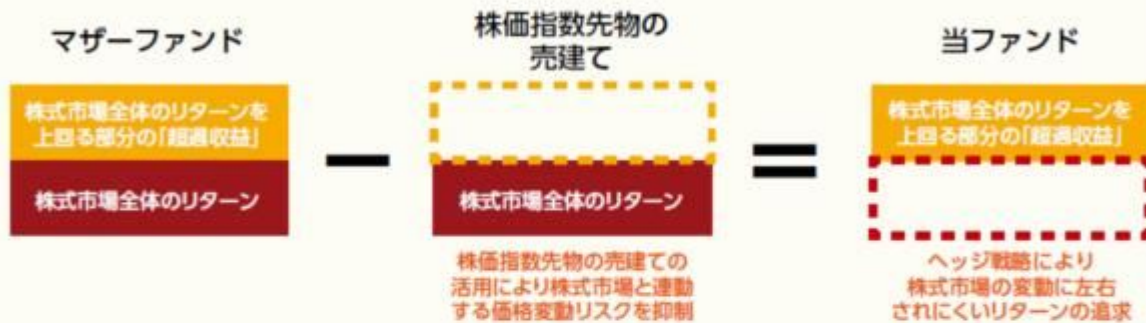 マザーファンド
株式市場全体のリターンを
上回る部分の「超過収益」
株式市場全体のリターン
株価指数先物の
売建て
株式市場全体のリターン
株価指数先物の売建ての
活用により株式市場と連動
する価格変動リスクを抑制
当ファンド
株式市場全体のリターンを
上回る部分の「超過収益」
ヘッジ戦略により
株式市場の変動に左右
されにくいリターンの追求